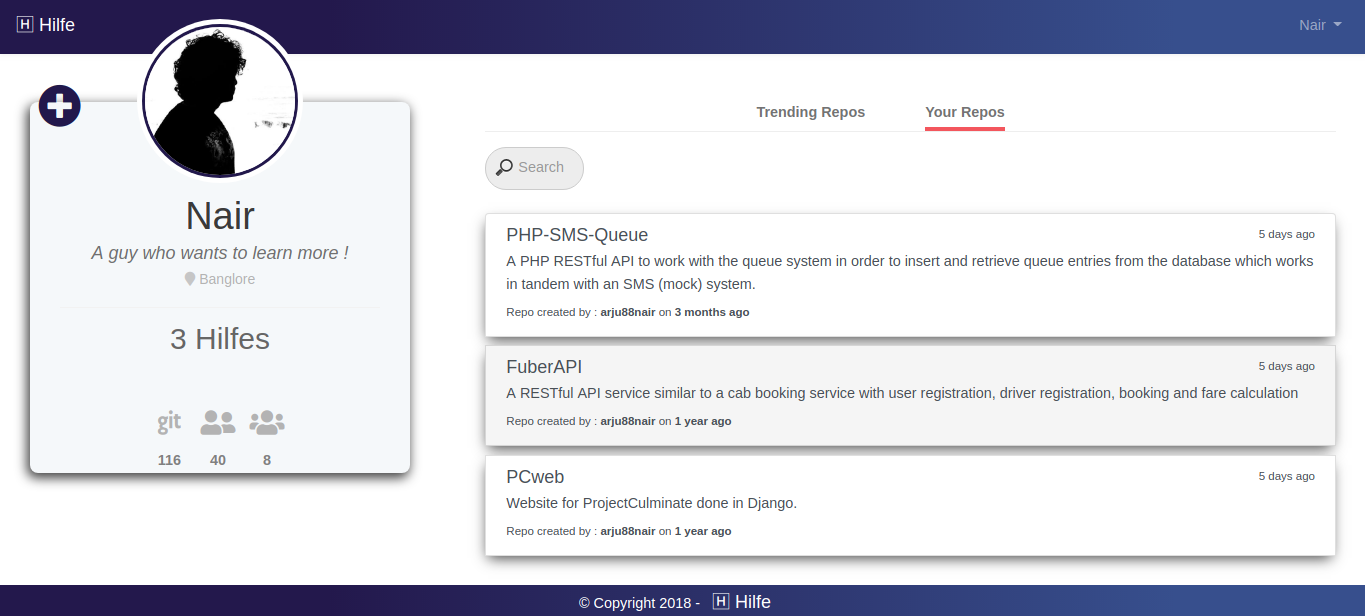 H Hilfe
Nair
Trending Repos
Your Repos
Search
Nair
A guy who wants to learn more !
Banglore
3 Hilfes
git
116
40
8
PHP-SMS-Queue
5 days ago
A PHP RESTful API to work with the queue system in order to insert and retrieve queue entries from the database which works
in tandem with an SMS (mock) system.
Repo created by : arju88nair on 3 months ago
FuberAPI
5 days ago
A RESTful API service similar to a cab booking service with user registration, driver registration, booking and fare calculation
Repo created by : arju88nair on 1 year ago
PCweb
5 days ago
Website for ProjectCulminate done in Django.
Repo created by : arju88nair on 1 year ago
© Copyright 2018 - H Hilfe